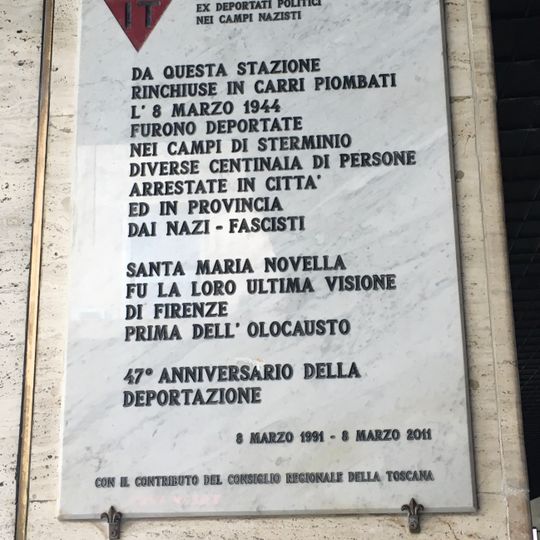 IT
EX DEPORTATI POLITICI
NEI CAMPI NAZISTI
DA QUESTA STAZIONE
RINCHIUSE IN CARRI PIOMBATI
L' 8 MARZO 1944
FURONO DEPORTATE
NEI CAMPI DI STERMINIO
DIVERSE CENTINAIA DI PERSONE
ARRESTATE IN CITTA'
ED IN PROVINCIA
DAI NAZI - FASCISTI
SANTA MARIA NOVELLA
FU LA LORO ULTIMA VISIONE
DI FIRENZE
PRIMA DELL' OLOCAUSTO
47° ANNIVERSARIO DELLA
DEPORTAZIONE
8 MARZO 1991 - 8 MARZO 2011
CON IL CONTRIBUTO DEL CONSIGLIO REGIONALE DELLA TOSCANA